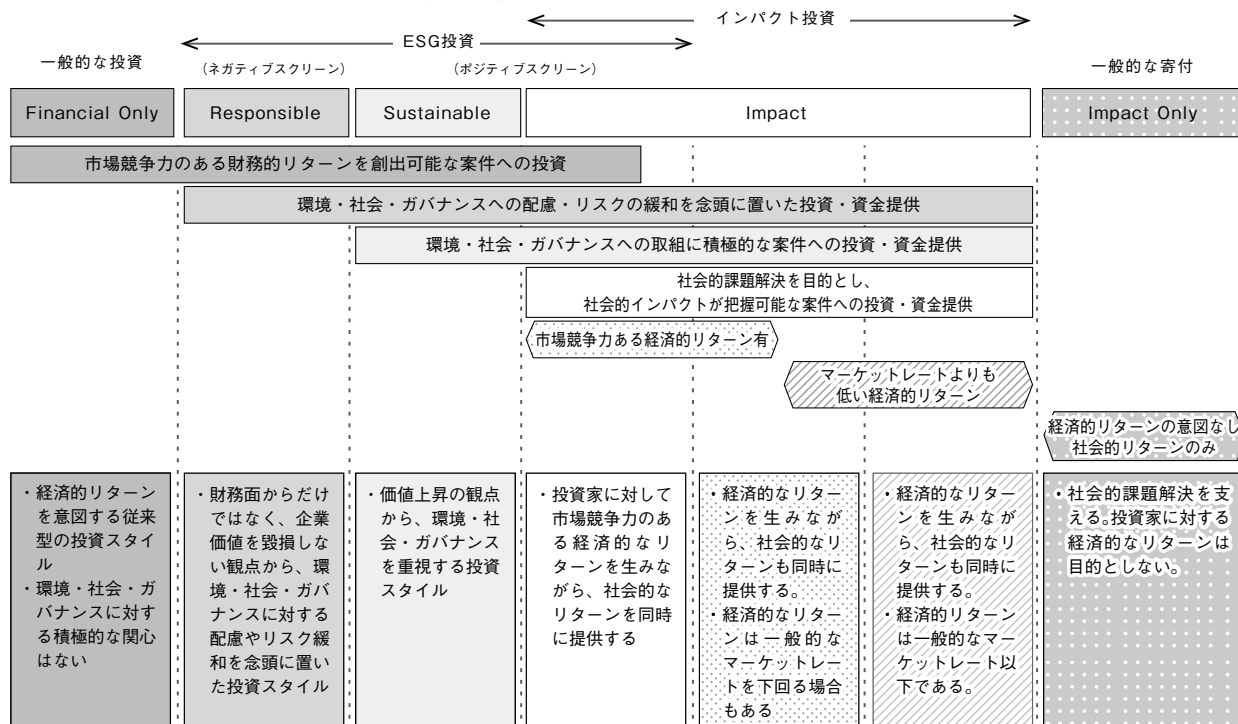 インパクト投資
ESG投資
一般的な投資
（ネガティブスクリーン）
（ポジティブスクリーン）
一般的な寄付
Financial Only
Responsible
Sustainable
Impact
Impact Only
市場競争力のある財務的リターンを創出可能な案件への投資
環境・社会・ガバナンスへの配慮・リスクの緩和を念頭に置いた投資・資金提供
環境・社会・ガバナンスへの取組に積極的な案件への投資・資金提供
社会的課題解決を目的とし、
社会的インパクトが把握可能な案件への投資・資金提供
市場競争力ある経済的リターン有
マーケットレートよりも
低い経済的リターン
経済的リターンの意図なし
社会的リターンのみ
・経済的リターン
を意図する従来
型の投資スタイ
ル
・環境・社会・ガ
バナンスに対す
る積極的な関心
はない
・財務面からだけ
ではなく、企業
価値を毀損しな
い観点から、環
境・社会・ガバ
ナンスに対する
配慮やリスク緩
和を念頭に置い
た投資スタイル
・価値上昇の観点
から、環境・社
会・ガバナンス
を重視する投資
スタイル
・投資家に対して
市場競争力のあ
る経済的なリ
ターンを生みな
がら、社会的な
リターンを同時
に提供する
・経済的なリター
ンを生みなが
ら、社会的なリ
ターンも同時に
提供する。
・経済的なリター
ンは一般的な
マーケットレー
トを下回る場合
もある
・経済的なリター
ンを生みなが
ら、社会的なリ
ターンも同時に
提供する。
・経済的リターン
は一般的なマー
ケットレート以
下である。
・社会的課題解決を支
える。投資家に対する
経済的なリターンは
目的としない。